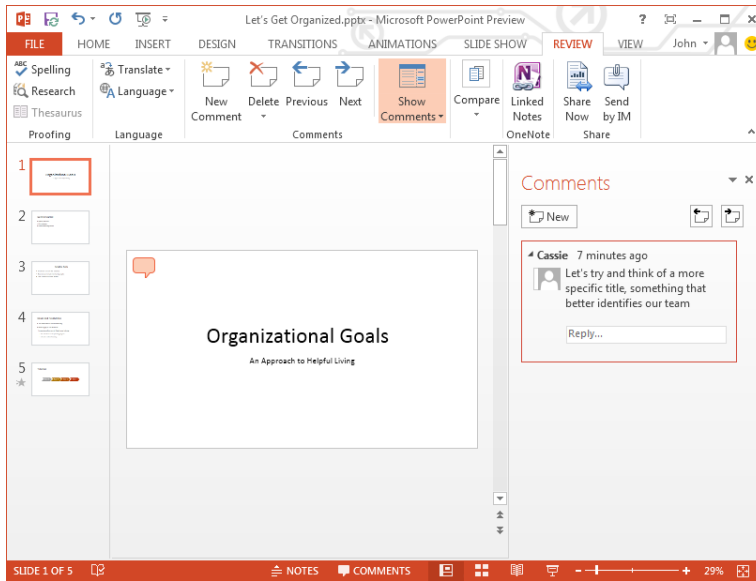 Let's Get Organized.pptx - Microsoft PowerPoint Preview
FILE HOME INSERT DESIGN TRANSITIONS ANIMATIONS SLIDE SHOW REVIEW VIEW John
ABC Spelling
Research
Thesaurus
Proofing
Translate
Language
Language
New Comment
Delete
Previous
Next
Show Comments
Comments
Compare
Linked Notes
OneNote
Share Now
Send by IM
Share
1
2
3
4
5
Organizational Goals
An Approach to Helpful Living
Comments
New
Cassie 7 minutes ago
Let's try and think of a more
specific title, something that
better identifies our team
Reply...
SLIDE 1 OF 5 NOTES COMMENTS 29%